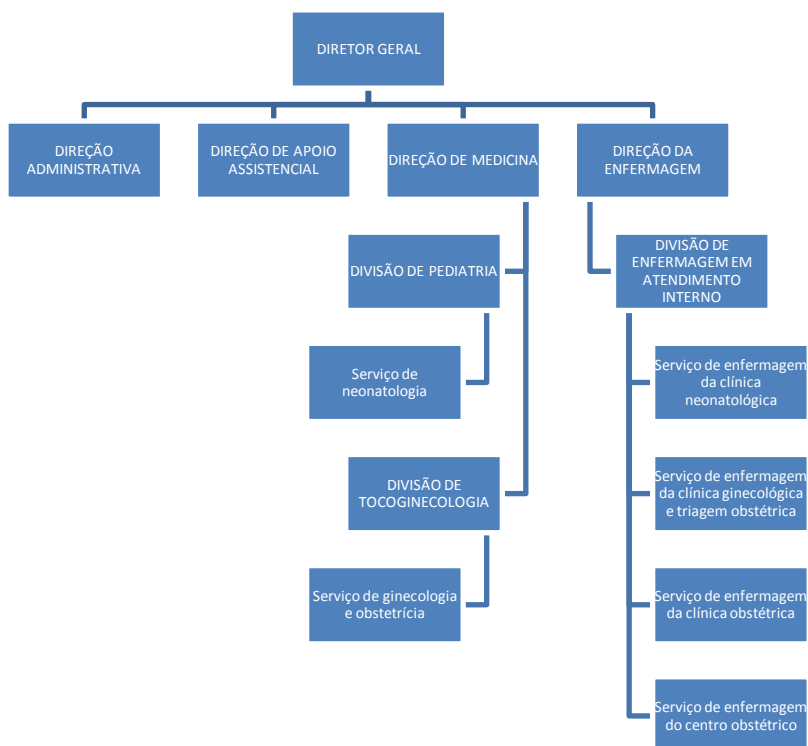 DIRETOR GERAL
DIREÇÃO
ADMINISTRATIVA
DIREÇÃO DE APOIO
ASSISTENCIAL
DIREÇÃO DE MEDICINA
DIREÇÃO DA
ENFERMAGEM
DIVISÃO DE PEDIATRIA
Serviço de
neonatologia
DIVISÃO DE
TOCOGINECOLOGIA
Serviço de ginecologia
e obstetrícia
DIVISÃO DE
ENFERMAGEM EM
ATENDIMENTO
INTERNO
Serviço de enfermagem
da clínica
neonatológica
Serviço de enfermagem
da clínica ginecológica
e triagem obstétrica
Serviço de enfermagem
da clínica obstétrica
Serviço de enfermagem
do centro obstétrico